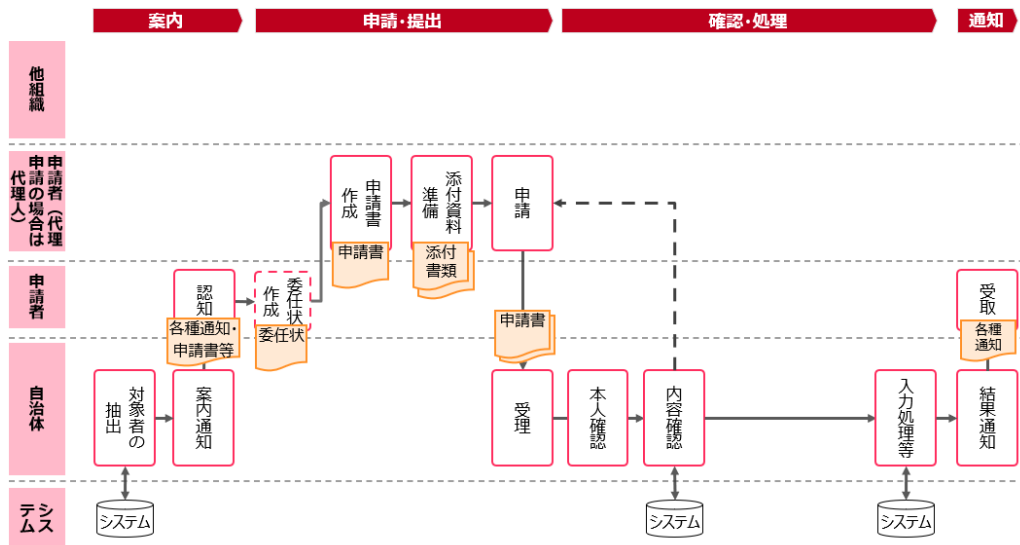 案内
申請・提出
確認・処理
通知
他組織
申請者（代理
申請の場合は
代理人）
申請書
作成
添付資料
準備
申請
申請書
添付
書類
申請者
認知
委任状
作成
受取
各種通知・
申請書等
委任状
申請書
各種
通知
自治体
対象者の
抽出
案内通知
受理
本人確認
内容確認
入力処理等
結果通知
シス
テム
システム
システム
システム